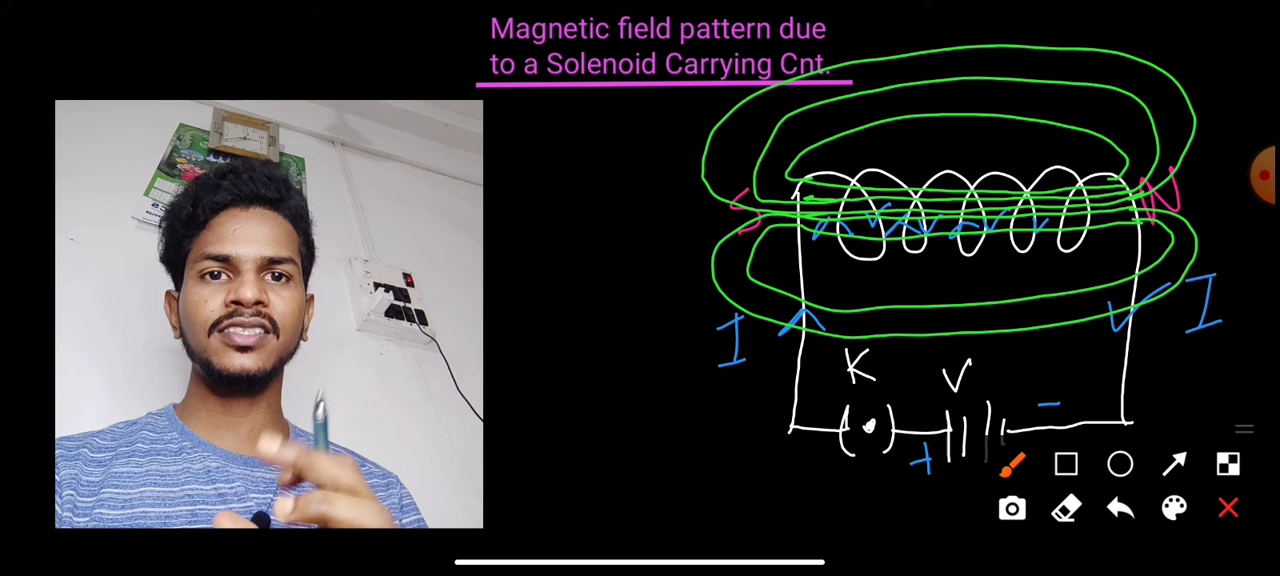 Magnetic field pattern due
to a Solenoid Carrying Cnt.
S
N
I
I
K
V
+
-